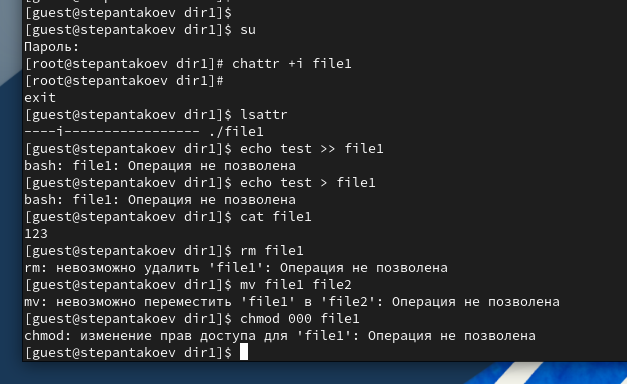 [guest@stepantakoev dir1]$
[guest@stepantakoev dir1]$ su
Пароль:
[root@stepantakoev dir1]# chattr +i file1
[root@stepantakoev dir1]#
exit
[guest@stepantakoev dir1]$ lsattr
----i----------------- ./file1
[guest@stepantakoev dir1]$ echo test >> file1
bash: file1: Операция не позволена
[guest@stepantakoev dir1]$ echo test > file1
bash: file1: Операция не позволена
[guest@stepantakoev dir1]$ cat file1
123
[guest@stepantakoev dir1]$ rm file1
rm: невозможно удалить 'file1': Операция не позволена
[guest@stepantakoev dir1]$ mv file1 file2
mv: невозможно переместить 'file1' в 'file2': Операция не позволена
[guest@stepantakoev dir1]$ chmod 000 file1
chmod: изменение прав доступа для 'file1': Операция не позволена
[guest@stepantakoev dir1]$